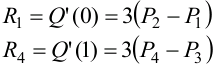 R₁ = Q'(0) = 3(P₂ − P₁)
R₄ = Q'(1) = 3(P₄ − P₃)